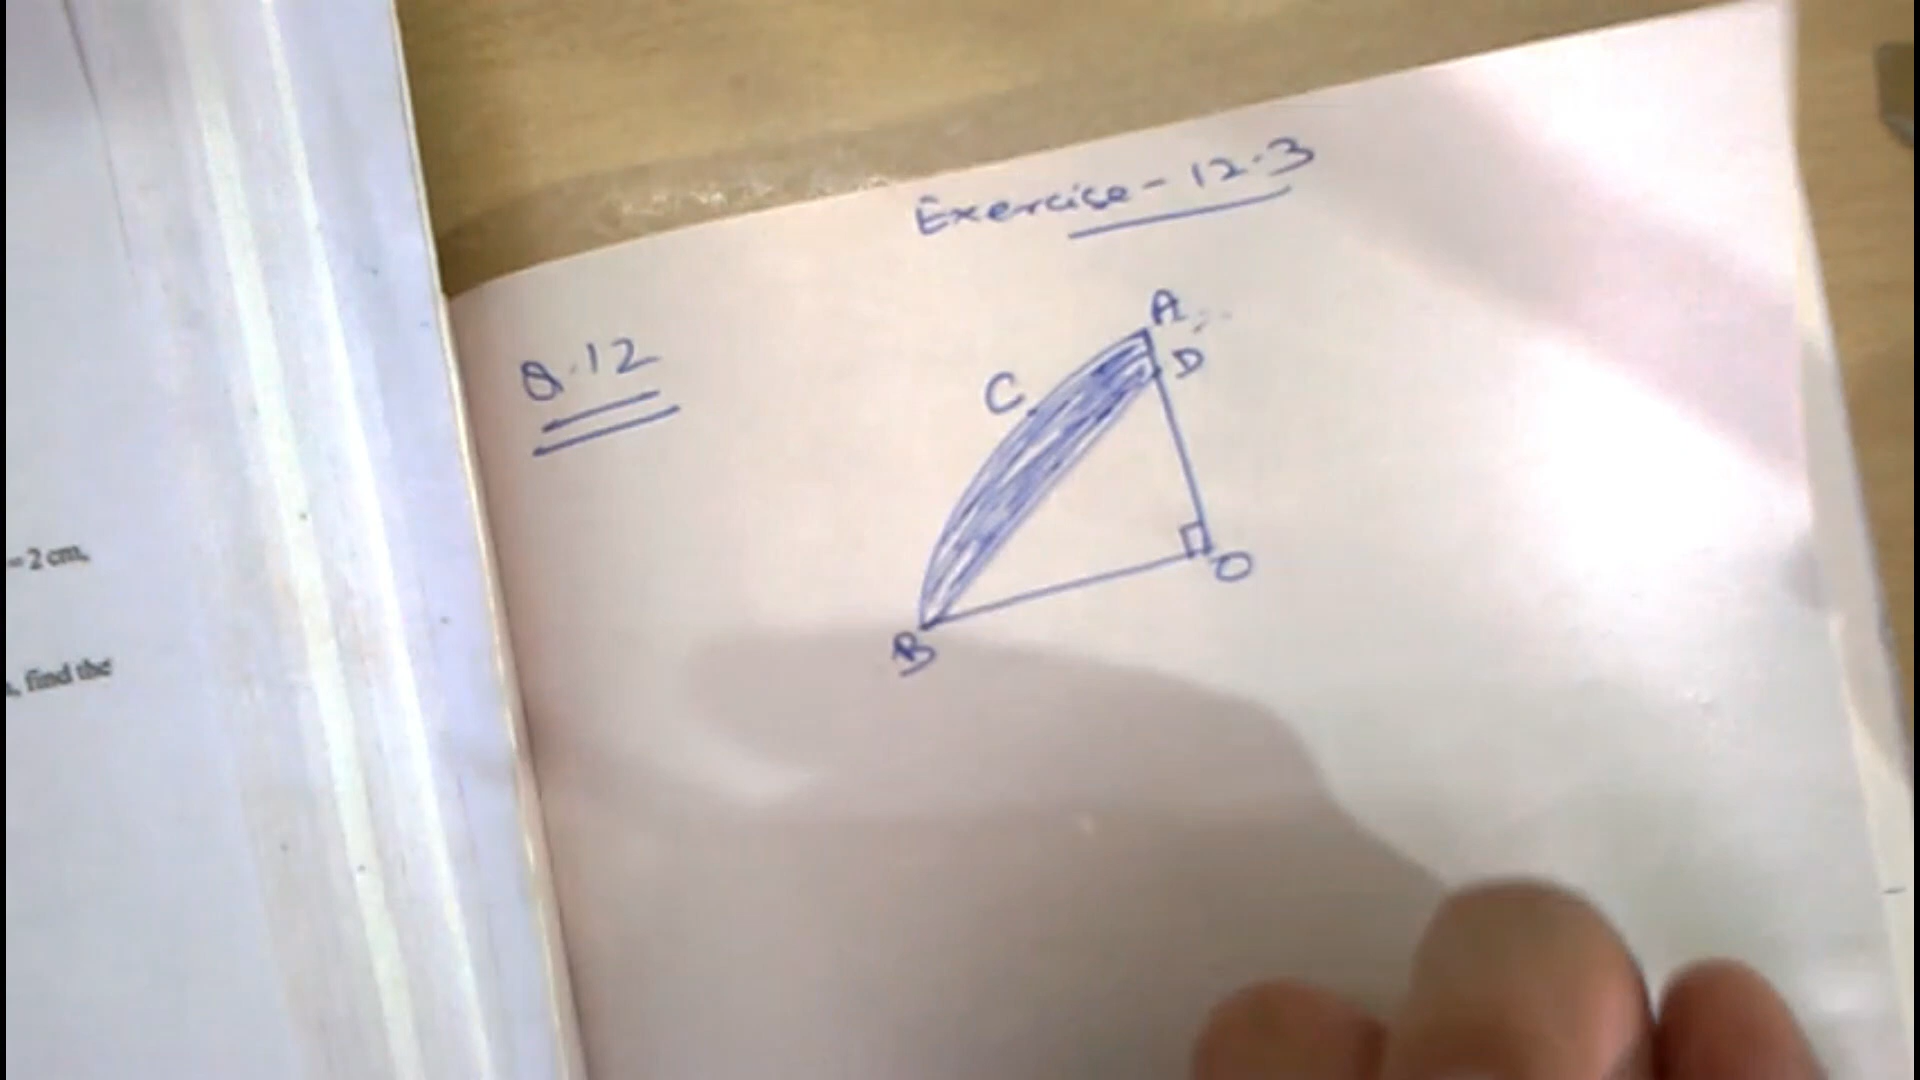 = 2 cm,
find the
Exercise - 12.3
Q.12
A
D
C
O
B